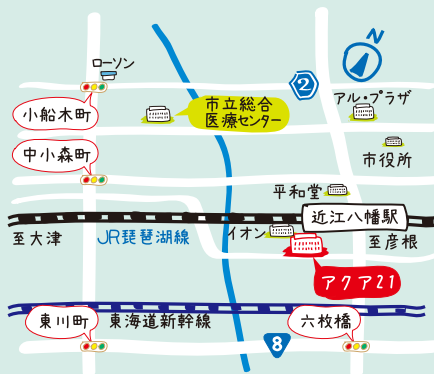 N
ローソン
2
アル・プラザ
小船木町
市立総合
医療センター
中小森町
市役所
平和堂
近江八幡駅
至大津
JR琵琶湖線
イオン
至彦根
アクア21
東川町
東海道新幹線
六枚橋
8